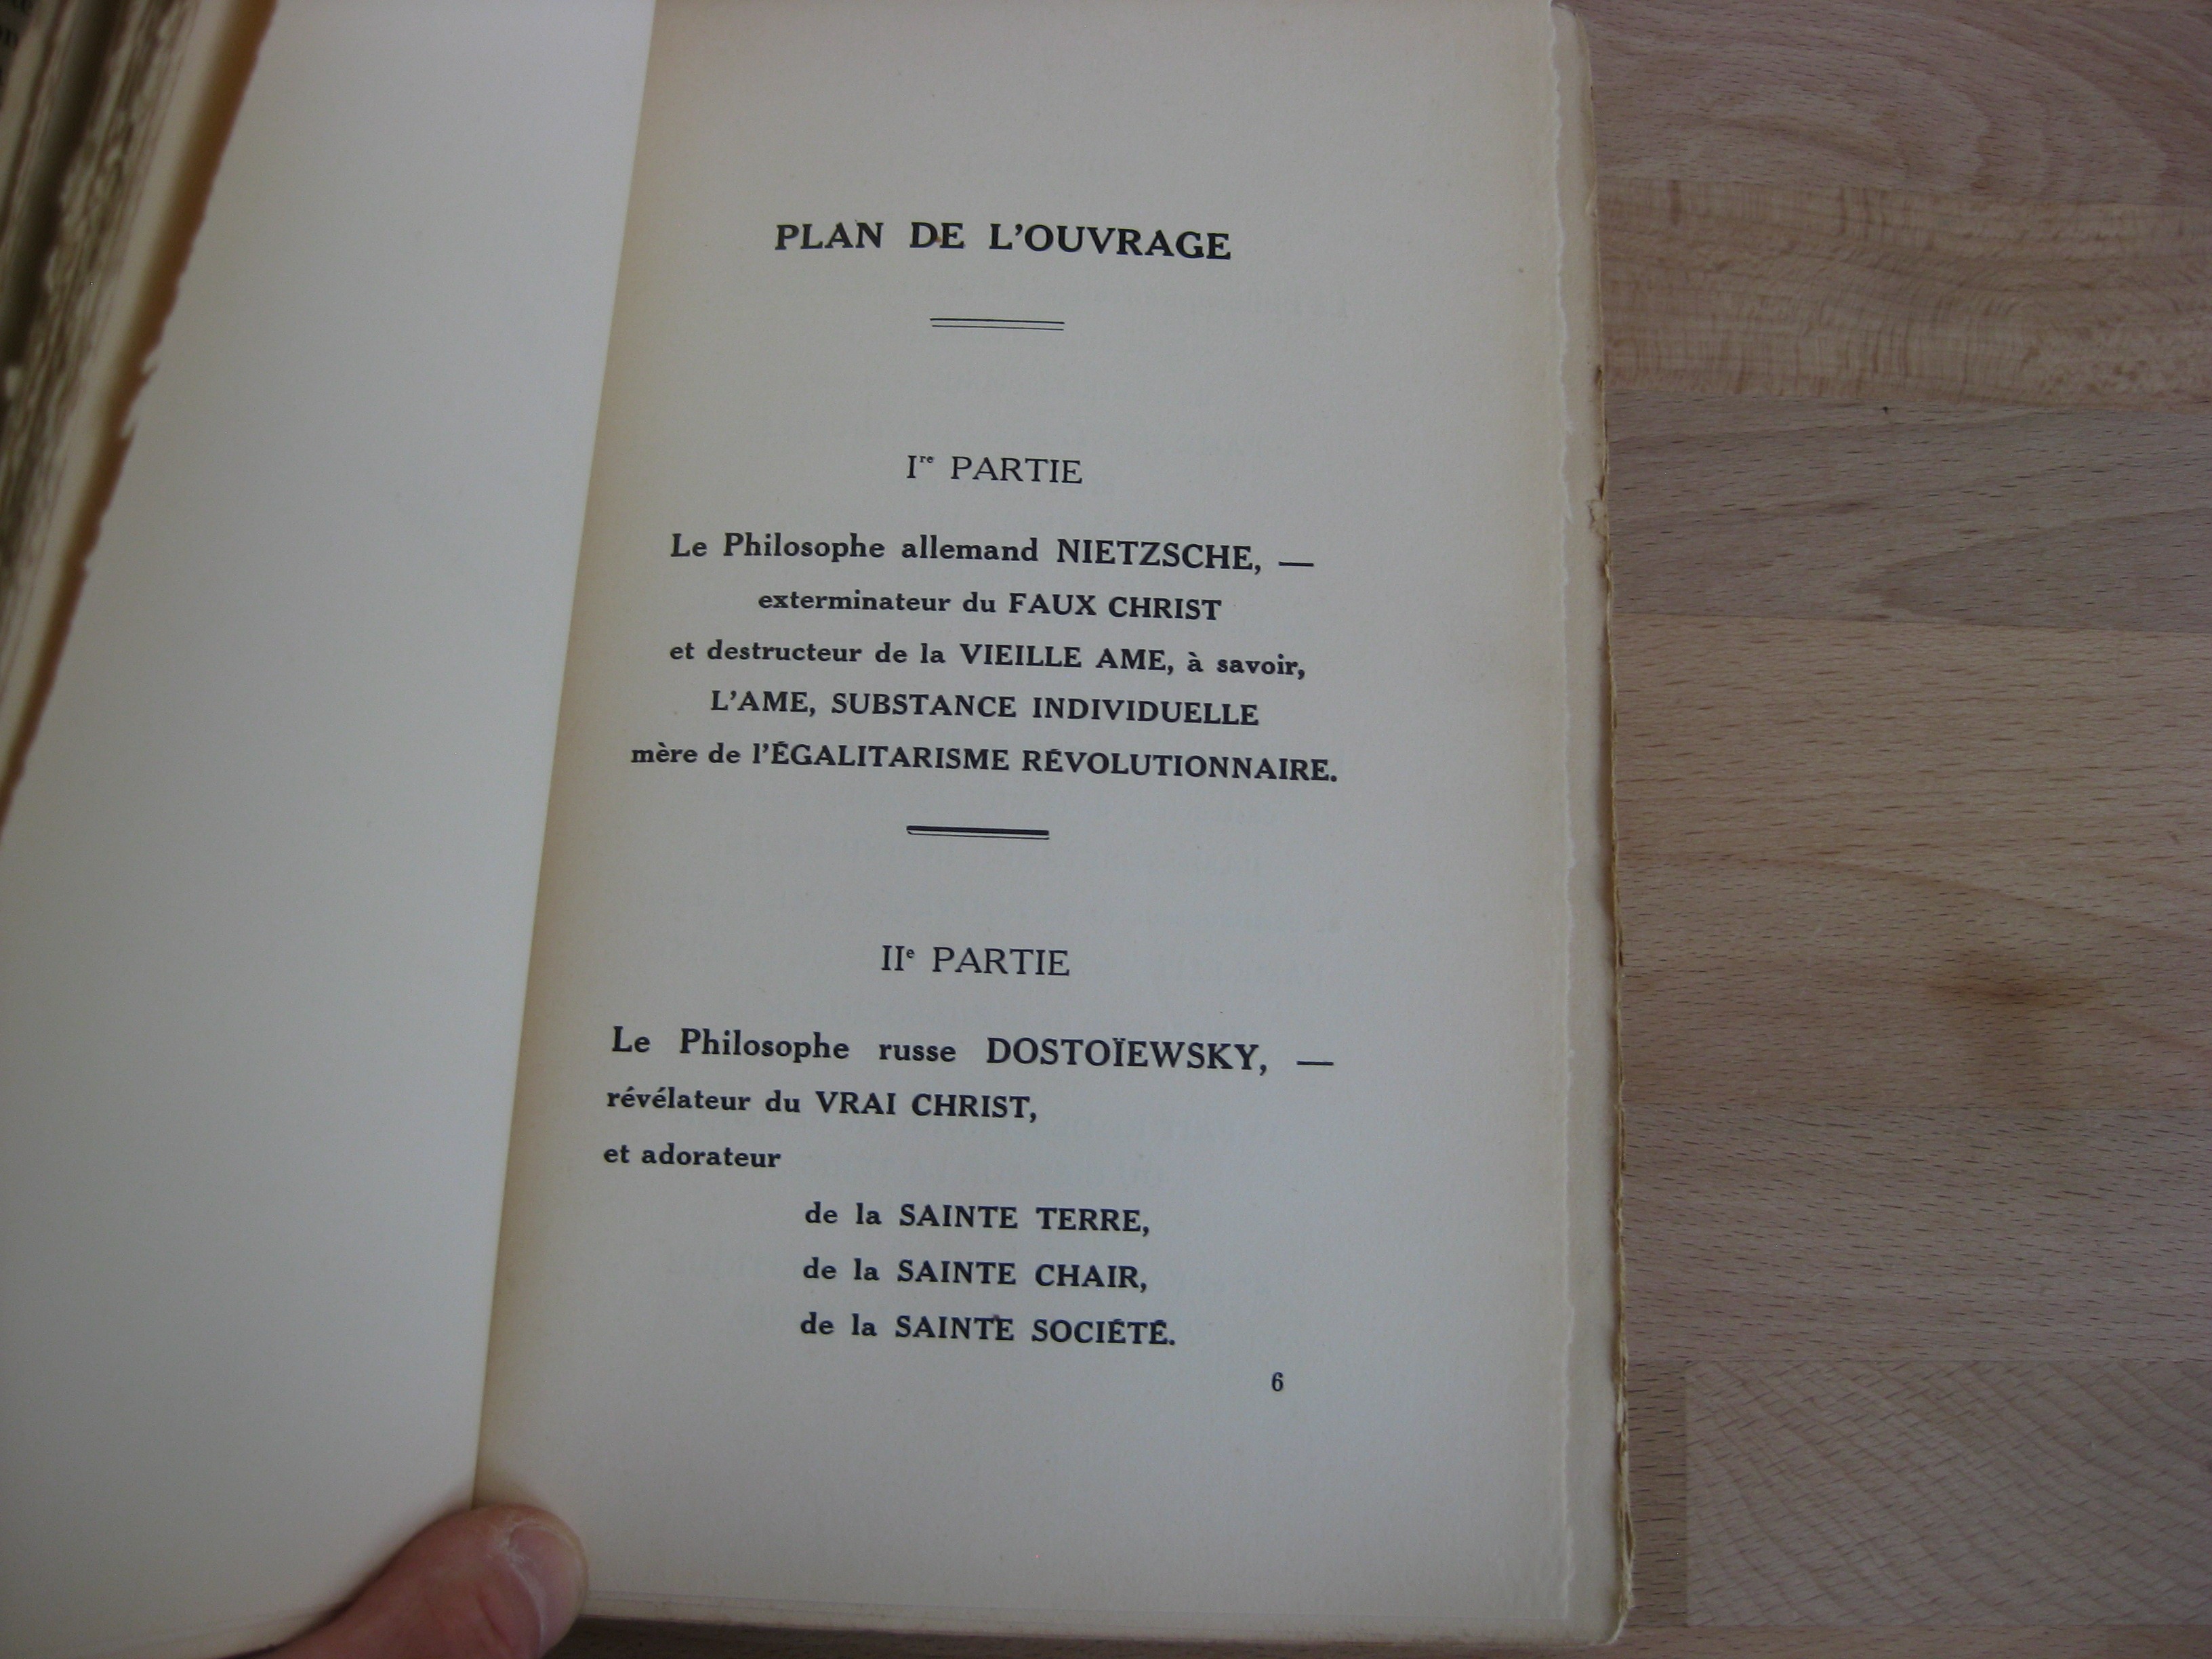 PLAN DE L'OUVRAGE
Iʳᵉ PARTIE
Le Philosophe allemand NIETZSCHE, —
exterminateur du FAUX CHRIST
et destructeur de la VIEILLE AME, à savoir,
L'AME, SUBSTANCE INDIVIDUELLE
mère de l'ÉGALITARISME RÉVOLUTIONNAIRE.
IIᵉ PARTIE
Le Philosophe russe DOSTOÏEWSKY, —
révélateur du VRAI CHRIST,
et adorateur
de la SAINTE TERRE,
de la SAINTE CHAIR,
de la SAINTE SOCIÉTÉ.
6